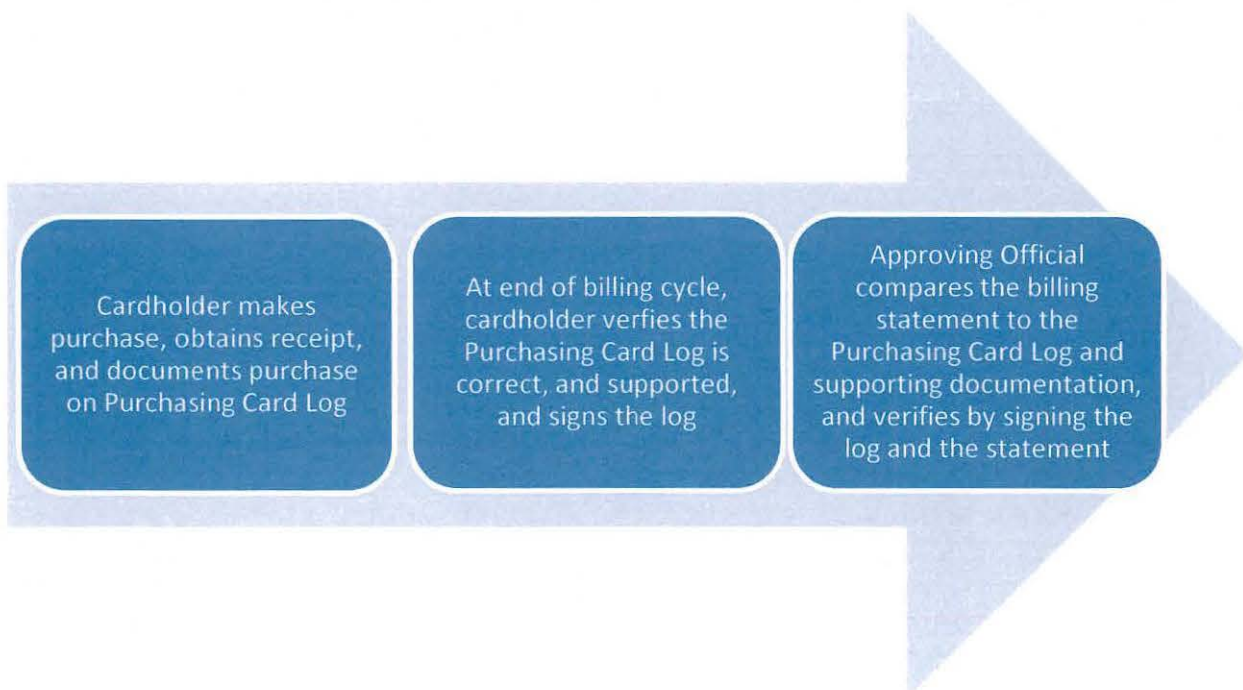 Cardholder makes
purchase, obtains receipt,
and documents purchase
on Purchasing Card Log
At end of billing cycle,
cardholder verfies the
Purchasing Card Log is
correct, and supported,
and signs the log
Approving Official
compares the billing
statement to the
Purchasing Card Log and
supporting documentation,
and verifies by signing the
log and the statement